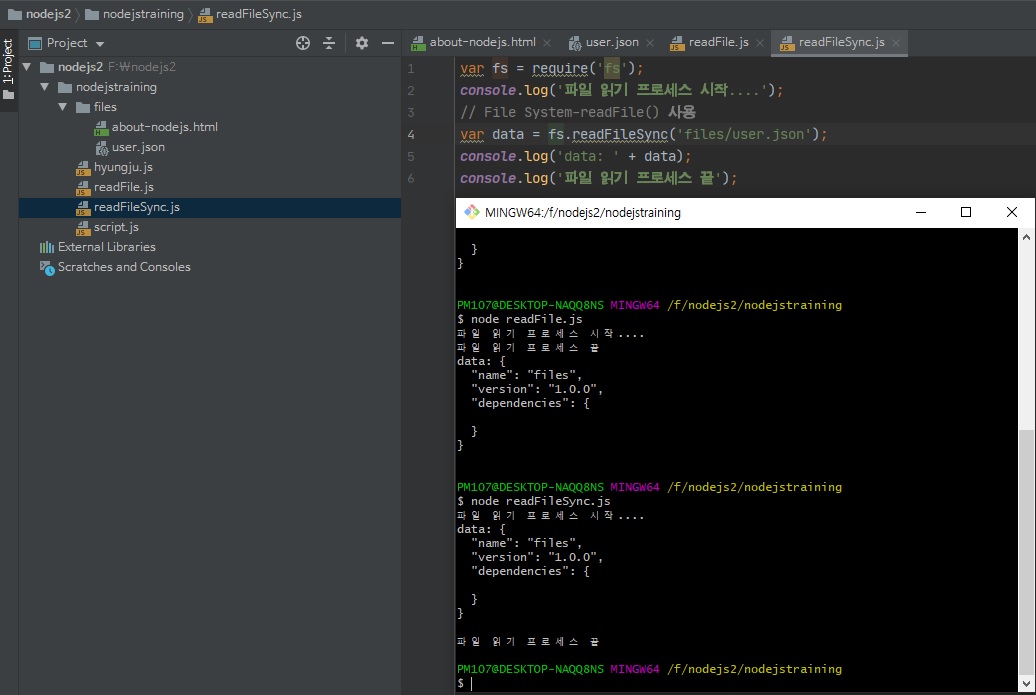 nodejs2 nodejstraining readFileSync.js
1: Project
Project
nodejs2 F:₩nodejs2
nodejstraining
files
about-nodejs.html
user.json
hyungju.js
readFile.js
readFileSync.js
script.js
External Libraries
Scratches and Consoles
about-nodejs.html user.json readFile.js readFileSync.js
1 var fs = require('fs');
2 console.log('파일 읽기 프로세스 시작....');
3 // File System-readFile() 사용
4 var data = fs.readFileSync('files/user.json');
5 console.log('data: ' + data);
6 console.log('파일 읽기 프로세스 끝');
MINGW64:/f/nodejs2/nodejstraining
}
}
PM107@DESKTOP-NAQQ8NS MINGW64 /f/nodejs2/nodejstraining
$ node readFile.js
파일 읽기 프로세스 시작....
파일 읽기 프로세스 끝
data: {
"name": "files",
"version": "1.0.0",
"dependencies": {
}
}
PM107@DESKTOP-NAQQ8NS MINGW64 /f/nodejs2/nodejstraining
$ node readFileSync.js
파일 읽기 프로세스 시작....
data: {
"name": "files",
"version": "1.0.0",
"dependencies": {
}
}
파일 읽기 프로세스 끝
PM107@DESKTOP-NAQQ8NS MINGW64 /f/nodejs2/nodejstraining
$